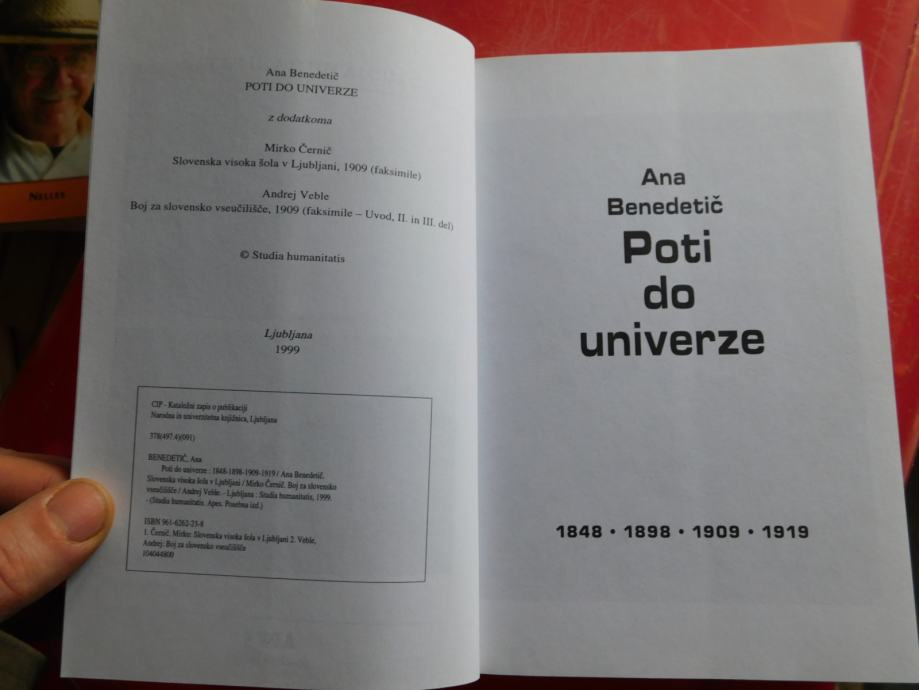 NELLES
Ana Benedetič
POTI DO UNIVERZE
z dodatkoma
Mirko Černič
Slovenska visoka šola v Ljubljani, 1909 (faksimile)
Andrej Veble
Boj za slovensko vseučilišče, 1909 (faksimile – Uvod, II. in III. del)
© Studia humanitatis
Ljubljana
1999
CIP - Kataložni zapis o publikaciji
Narodna in univerzitetna knjižnica, Ljubljana
378(497.4)(091)
BENEDETIČ, Ana
Poti do univerze : 1848-1898-1909-1919 / Ana Benedetič.
Slovenska visoka šola v Ljubljani / Mirko Černič. Boj za slovensko
vseučilišče / Andrej Veble. - Ljubljana : Studia humanitatis, 1999.
- (Studia humanitatis. Apes. Posebna izd.)
ISBN 961-6262-23-8
1. Černič, Mirko: Slovenska visoka šola v Ljubljani 2. Veble,
Andrej: Boj za slovensko vseučilišče
104044800
Ana
Benedetič
Poti
do
univerze
1848 • 1898 • 1909 • 1919